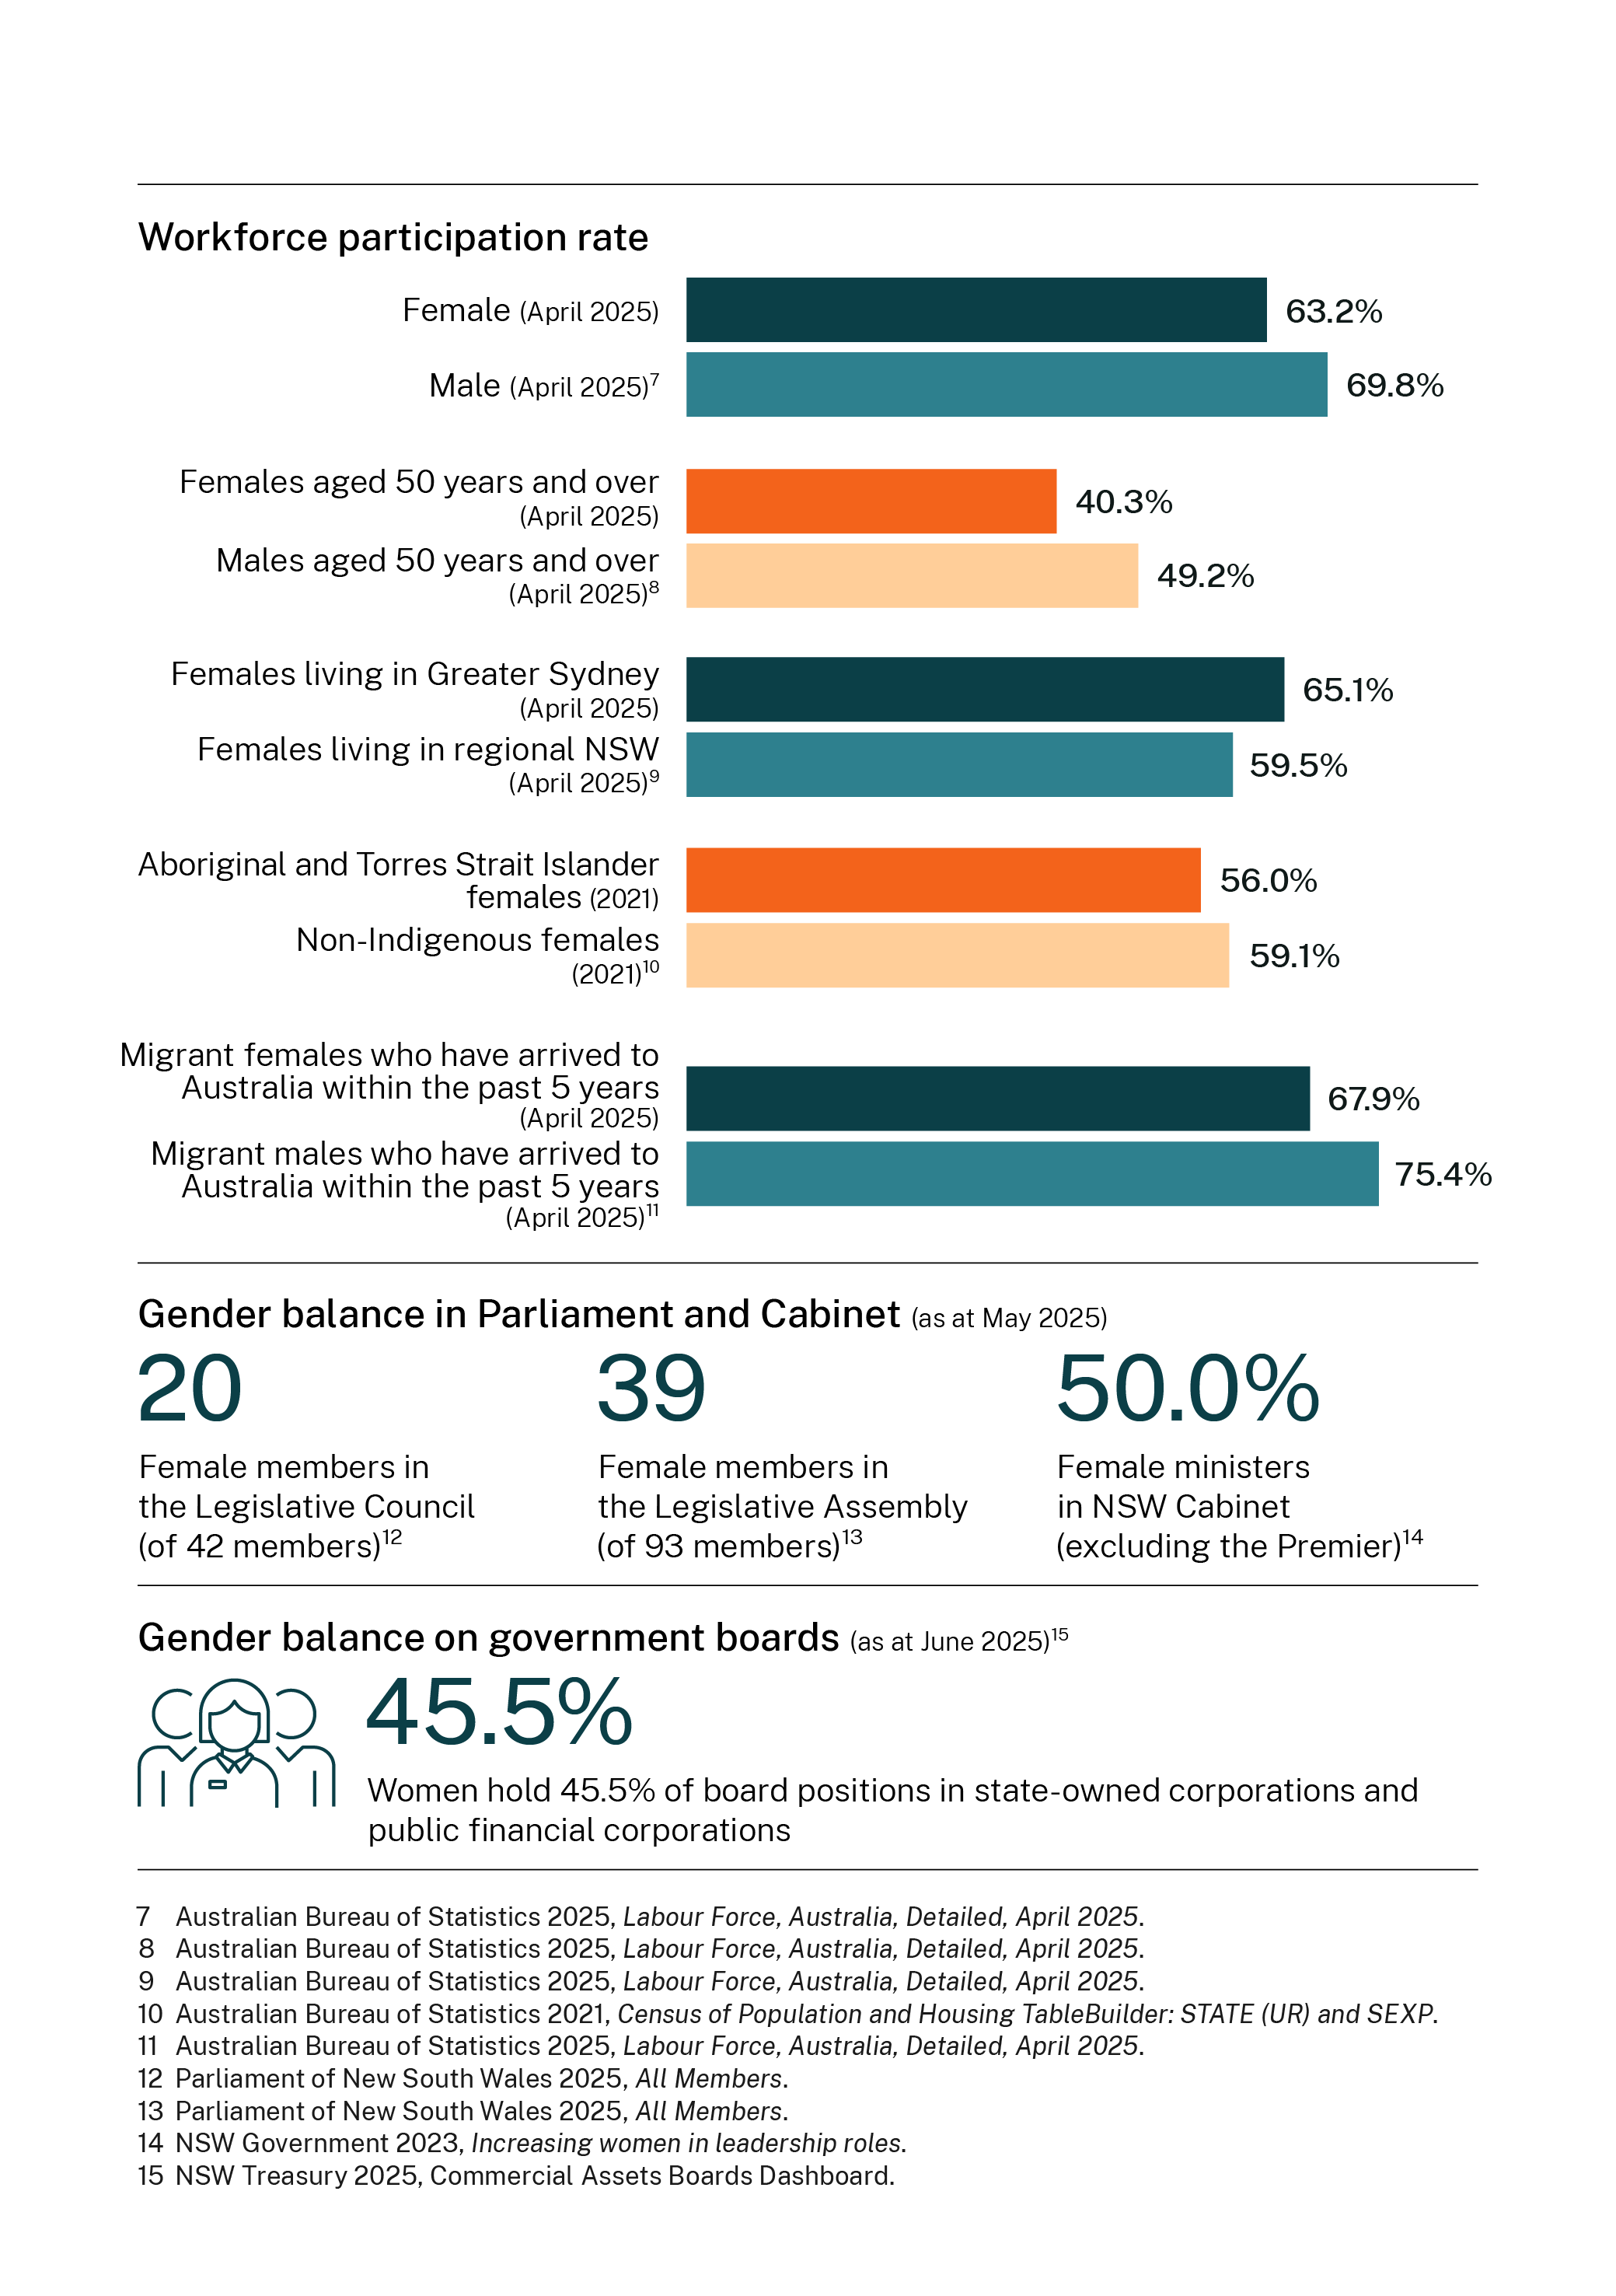 Workforce participation rate
Female (April 2025)
63.2%
Male (April 2025)7
69.8%
Females aged 50 years and over
(April 2025)
40.3%
Males aged 50 years and over
(April 2025)8
49.2%
Females living in Greater Sydney
(April 2025)
65.1%
Females living in regional NSW
(April 2025)9
59.5%
Aboriginal and Torres Strait Islander
females (2021)
56.0%
Non-Indigenous females
(2021)10
59.1%
Migrant females who have arrived to
Australia within the past 5 years
(April 2025)
67.9%
Migrant males who have arrived to
Australia within the past 5 years
(April 2025)11
75.4%
Gender balance in Parliament and Cabinet (as at May 2025)
20
Female members in
the Legislative Council
(of 42 members)12
39
Female members in
the Legislative Assembly
(of 93 members)13
50.0%
Female ministers
in NSW Cabinet
(excluding the Premier)14
Gender balance on government boards (as at June 2025)15
45.5%
Women hold 45.5% of board positions in state-owned corporations and
public financial corporations
7 Australian Bureau of Statistics 2025, Labour Force, Australia, Detailed, April 2025.
8 Australian Bureau of Statistics 2025, Labour Force, Australia, Detailed, April 2025.
9 Australian Bureau of Statistics 2025, Labour Force, Australia, Detailed, April 2025.
10 Australian Bureau of Statistics 2021, Census of Population and Housing TableBuilder: STATE (UR) and SEXP.
11 Australian Bureau of Statistics 2025, Labour Force, Australia, Detailed, April 2025.
12 Parliament of New South Wales 2025, All Members.
13 Parliament of New South Wales 2025, All Members.
14 NSW Government 2023, Increasing women in leadership roles.
15 NSW Treasury 2025, Commercial Assets Boards Dashboard.